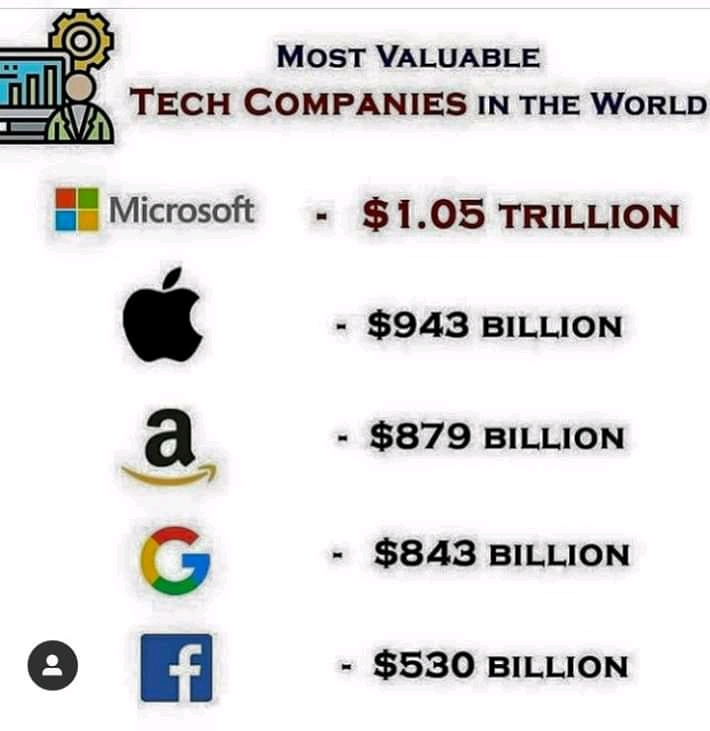 MOST VALUABLE
TECH COMPANIES IN THE WORLD
Microsoft - $1.05 TRILLION
- $943 BILLION
a - $879 BILLION
G - $843 BILLION
f - $530 BILLION